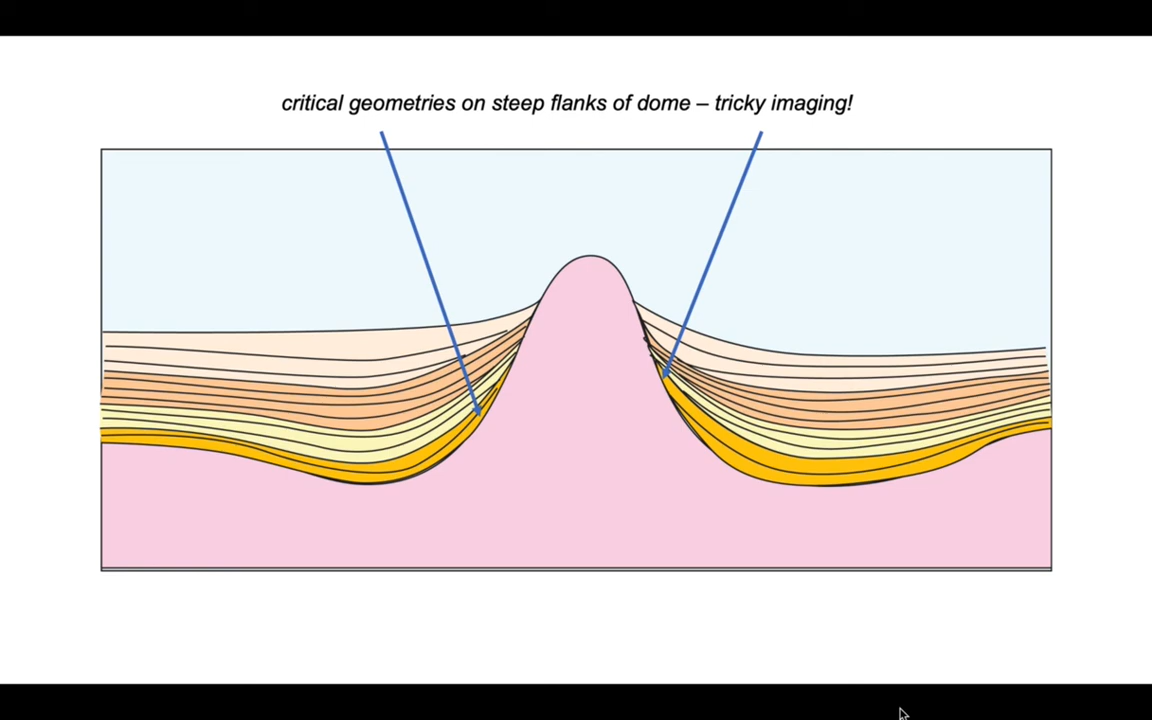 critical geometries on steep flanks of dome – tricky imaging!